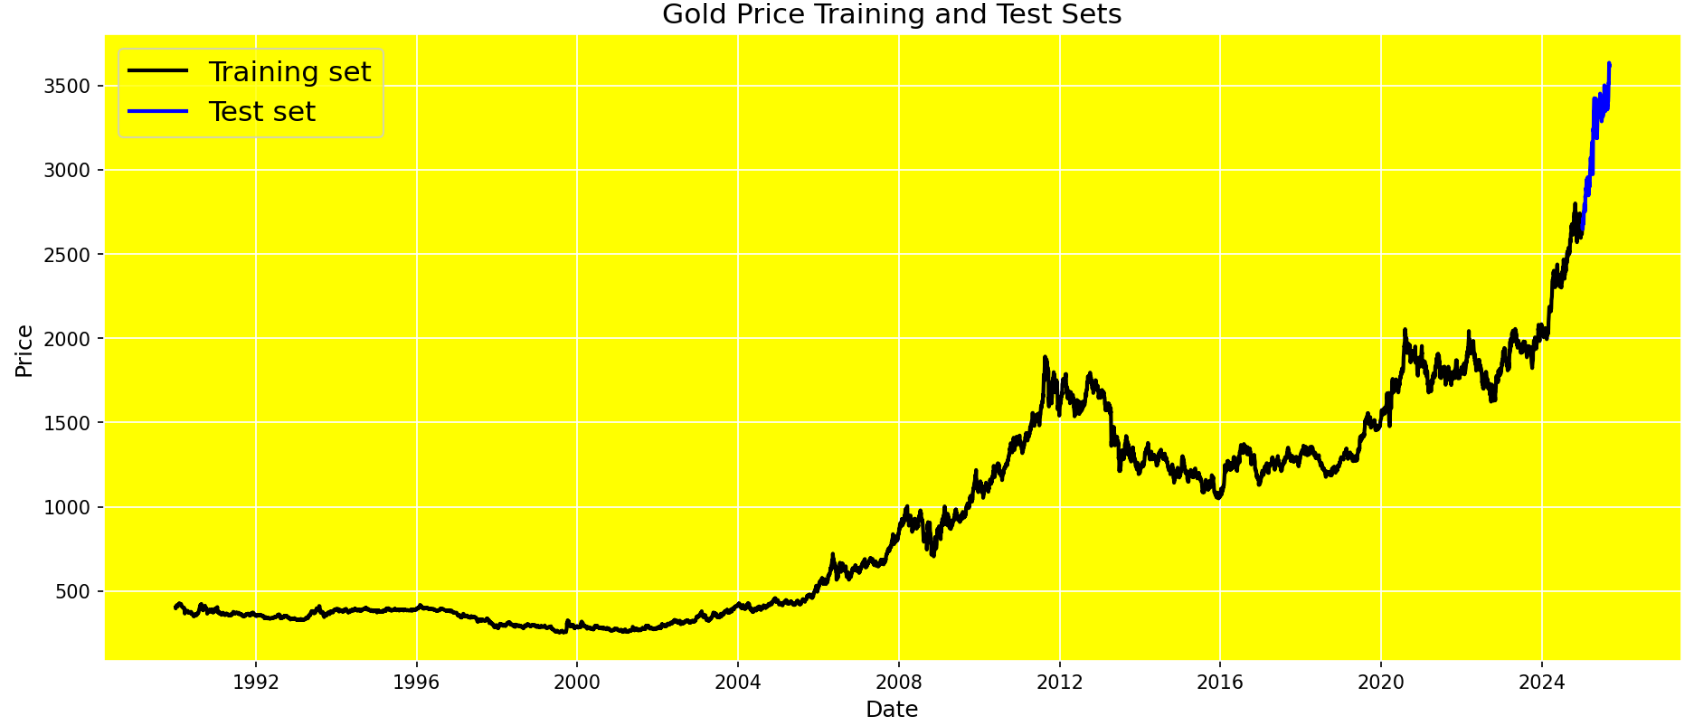 Gold Price Training and Test Sets
Training set
Test set
3500
3000
2500
2000
1500
1000
500
Price
1992 1996 2000 2004 2008 2012 2016 2020 2024
Date